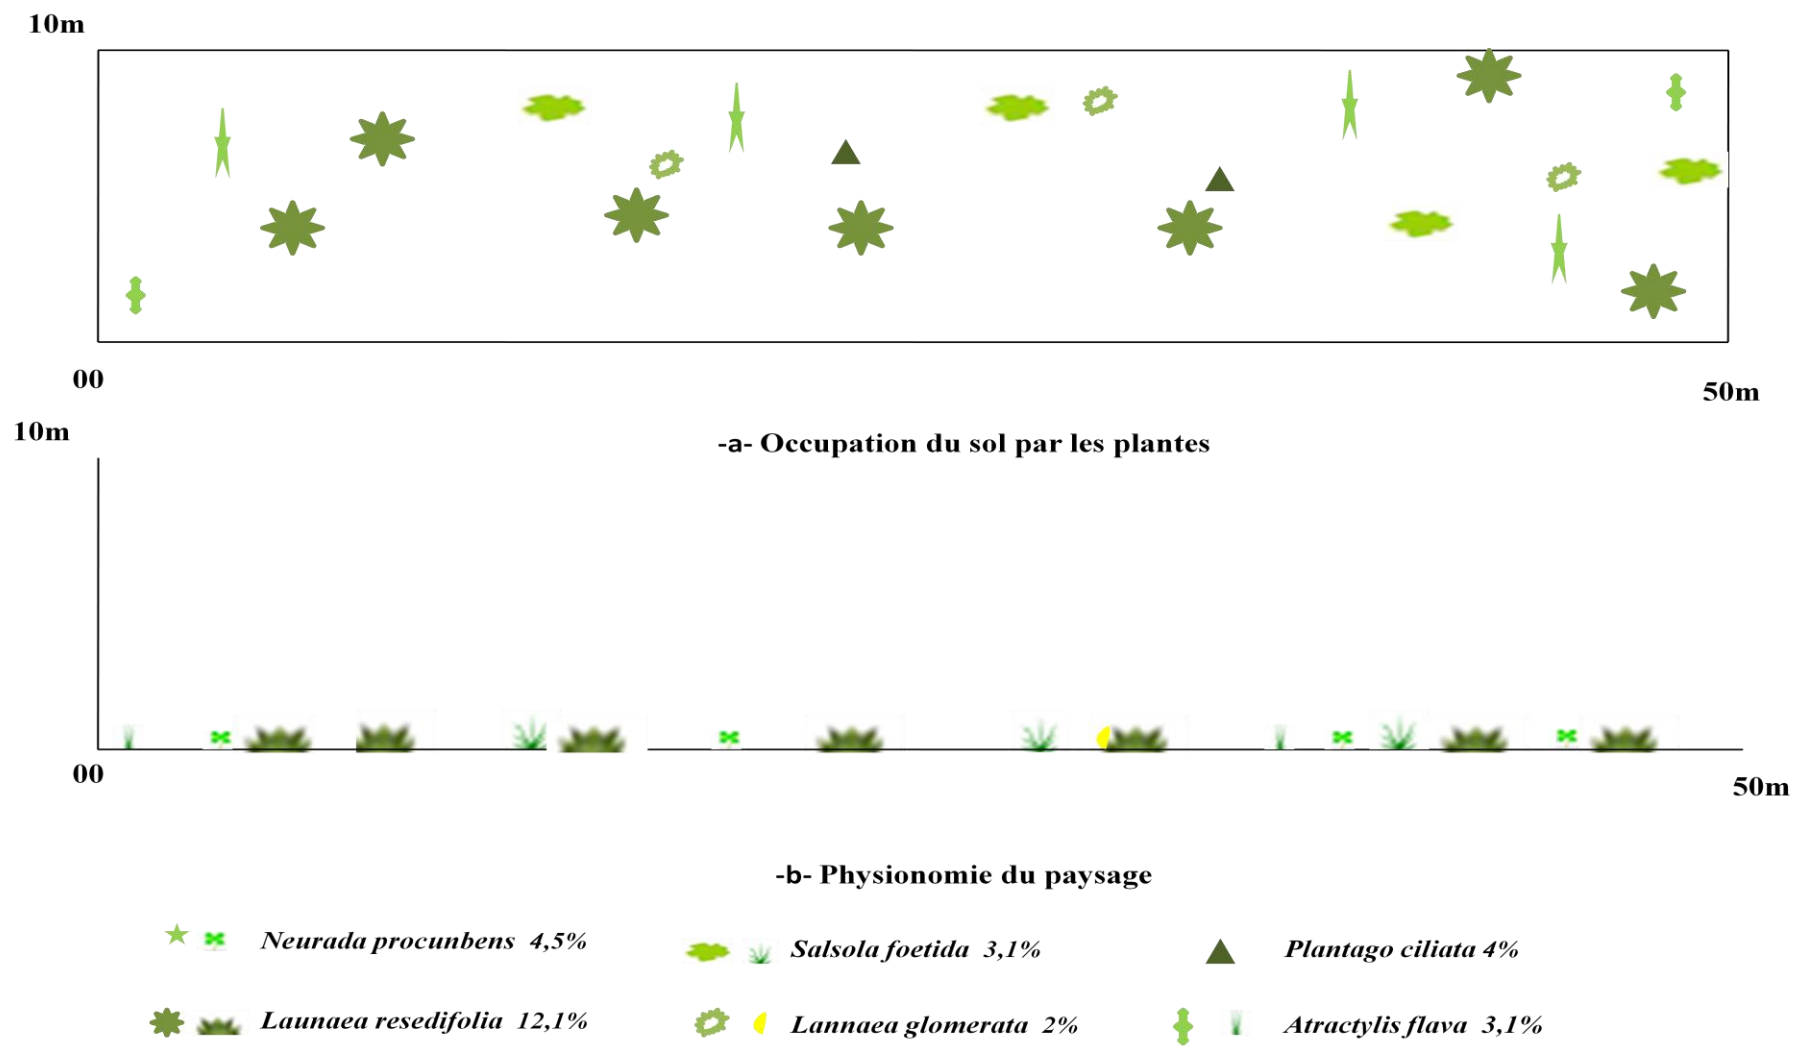 10m
00
50m
-a- Occupation du sol par les plantes
10m
00
50m
-b- Physionomie du paysage
Neurada procunbens 4,5%
Salsola foetida 3,1%
Plantago ciliata 4%
Launaea resedifolia 12,1%
Lannaea glomerata 2%
Atractylis flava 3,1%